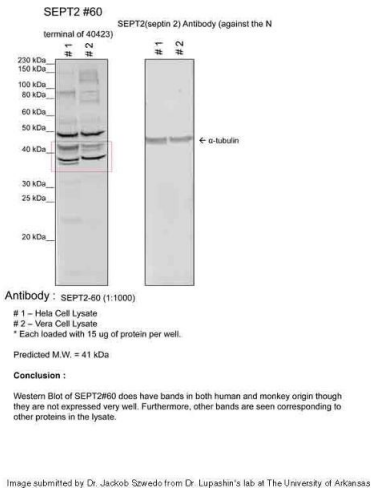 SEPT2 #60
SEPT2(septin 2) Antibody (against the N
terminal of 40423)
# 1
# 2
# 1
# 2
230 kDa
150 kDa
100 kDa
80 kDa
60 kDa
50 kDa
40 kDa
30 kDa
25 kDa
20 kDa
← α-tubulin
Antibody : SEPT2-60 (1:1000)
# 1 – Hela Cell Lysate
# 2 – Vera Cell Lysate
* Each loaded with 15 ug of protein per well.
Predicted M.W. = 41 kDa
Conclusion :
Western Blot of SEPT2#60 does have bands in both human and monkey origin though
they are not expressed very well. Furthermore, other bands are seen corresponding to
other proteins in the lysate.
Image submitted by Dr. Jackob Szwedo from Dr. Lupashin's lab at The University of Arkansas